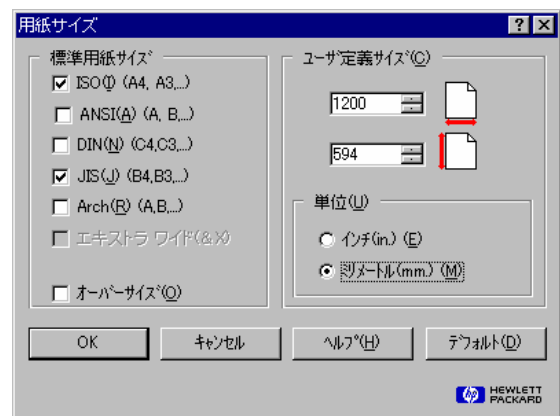 用紙サイズ
標準用紙サイズ
ISO(I) (A4, A3,...)
ANSI(A) (A, B,...)
DIN(N) (C4,C3,...)
JIS(J) (B4,B3,...)
Arch(R) (A,B,...)
エキストラ ワイド(&X)
オーバーサイズ(O)
ユーザ定義サイズ(C)
1200
594
単位(U)
インチ(in.) (E)
ミリメートル(mm.) (M)
OK
キャンセル
ヘルプ(H)
デフォルト(D)
hp HEWLETT
PACKARD